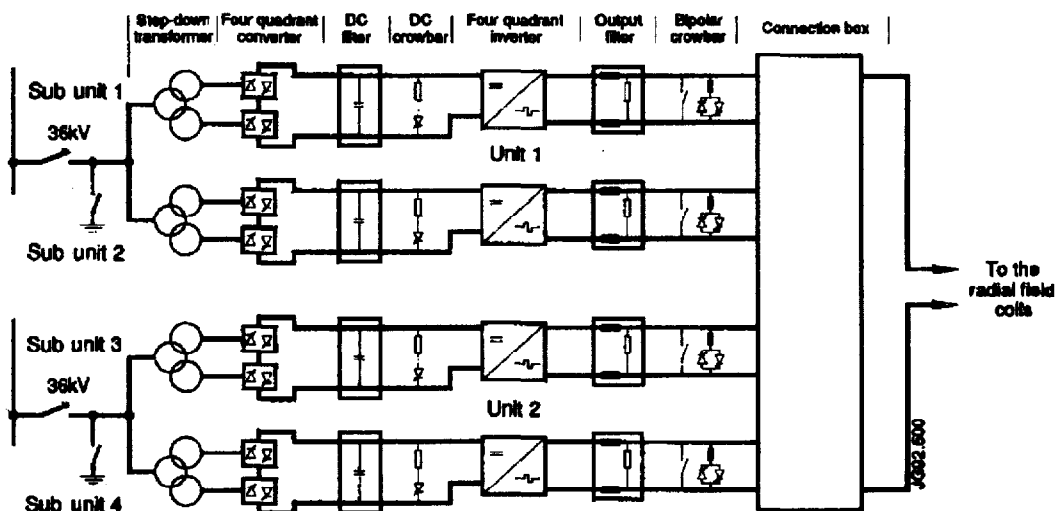 Step-down transformer
Four quadrant converter
DC filter
DC crowbar
Four quadrant inverter
Output filter
Bipolar crowbar
Connection box
Sub unit 1
36kV
Unit 1
Sub unit 2
To the
radial field
coils
Sub unit 3
36kV
Unit 2
Sub unit 4
JG92.600